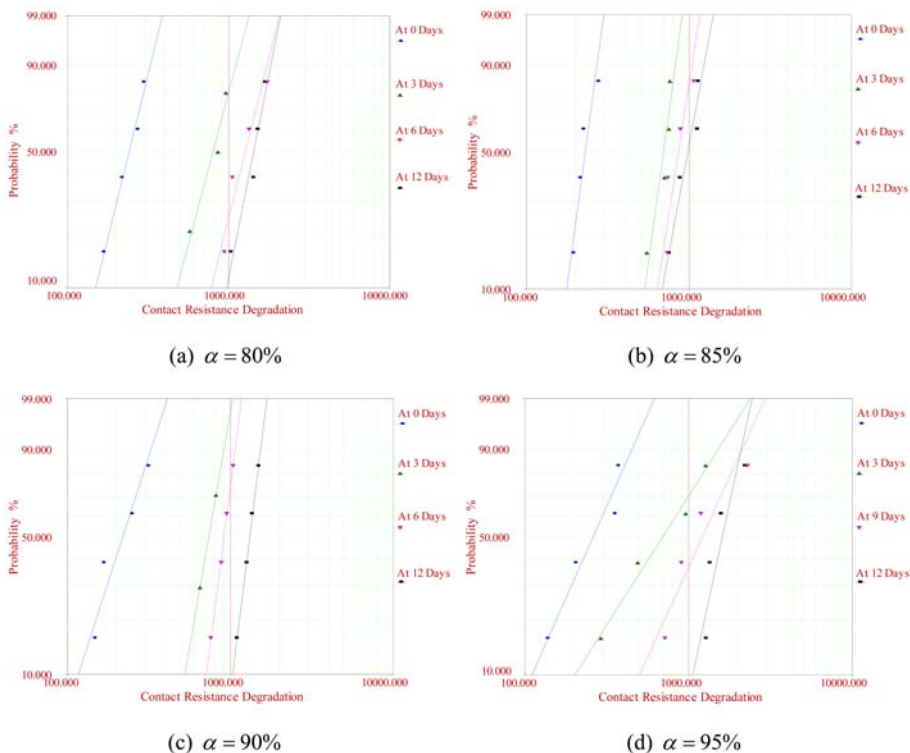 99.000
At 0 Days
90.000
At 3 Days
At 6 Days
50.000
At 12 Days
Probability %
10.000
100.000
1000.000
10000.000
Contact Resistance Degradation
(a) α = 80%
99.000
At 0 Days
90.000
At 3 Days
At 6 Days
50.000
At 12 Days
Probability %
10.000
100.000
1000.000
10000.000
Contact Resistance Degradation
(b) α = 85%
99.000
At 0 Days
90.000
At 3 Days
At 6 Days
50.000
At 12 Days
Probability %
10.000
100.000
1000.000
10000.000
Contact Resistance Degradation
(c) α = 90%
99.000
At 0 Days
90.000
At 3 Days
At 9 Days
50.000
At 12 Days
Probability %
10.000
100.000
1000.000
10000.000
Contact Resistance Degradation
(d) α = 95%